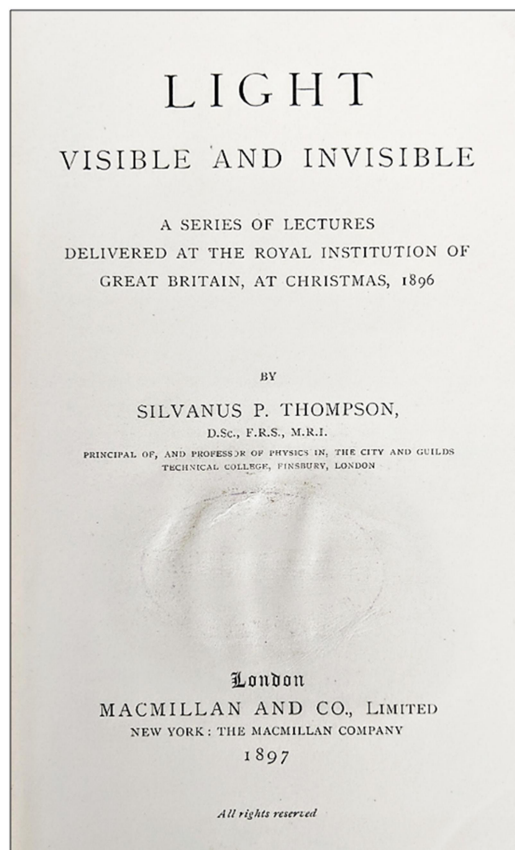 LIGHT
VISIBLE AND INVISIBLE
A SERIES OF LECTURES
DELIVERED AT THE ROYAL INSTITUTION OF
GREAT BRITAIN, AT CHRISTMAS, 1896
BY
SILVANUS P. THOMPSON,
D.Sc., F.R.S., M.R.I.
PRINCIPAL OF, AND PROFESSOR OF PHYSICS IN, THE CITY AND GUILDS
TECHNICAL COLLEGE, FINSBURY, LONDON
London
MACMILLAN AND CO., LIMITED
NEW YORK: THE MACMILLAN COMPANY
1897
All rights reserved